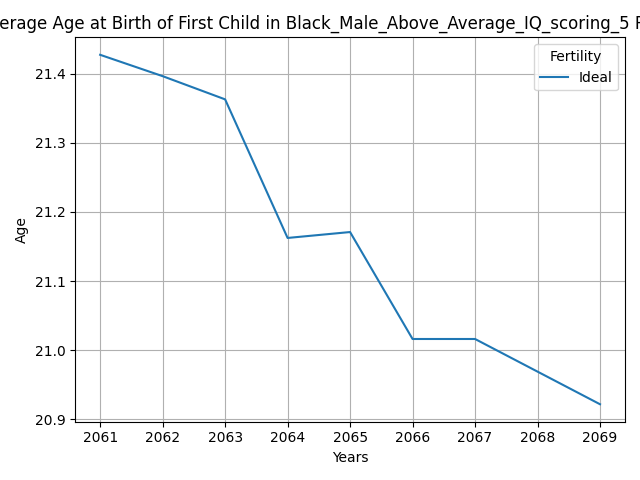 erage Age at Birth of First Child in Black_Male_Above_Average_IQ_scoring_5
Fertility
Ideal
21.4
21.3
21.2
21.1
21.0
20.9
Age
2061 2062 2063 2064 2065 2066 2067 2068 2069
Years